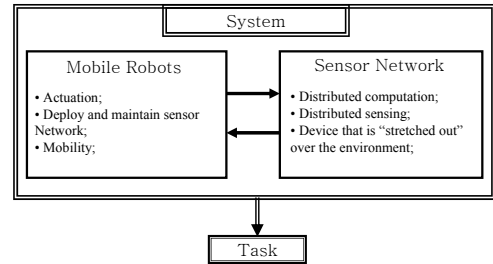 System
Mobile Robots
• Actuation;
• Deploy and maintain sensor
Network;
• Mobility;
Sensor Network
• Distributed computation;
• Distributed sensing;
• Device that is “stretched out”
over the environment;
Task